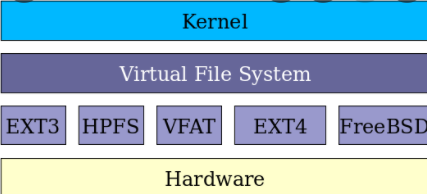 Kernel
Virtual File System
EXT3 HPFS VFAT EXT4 FreeBSD
Hardware